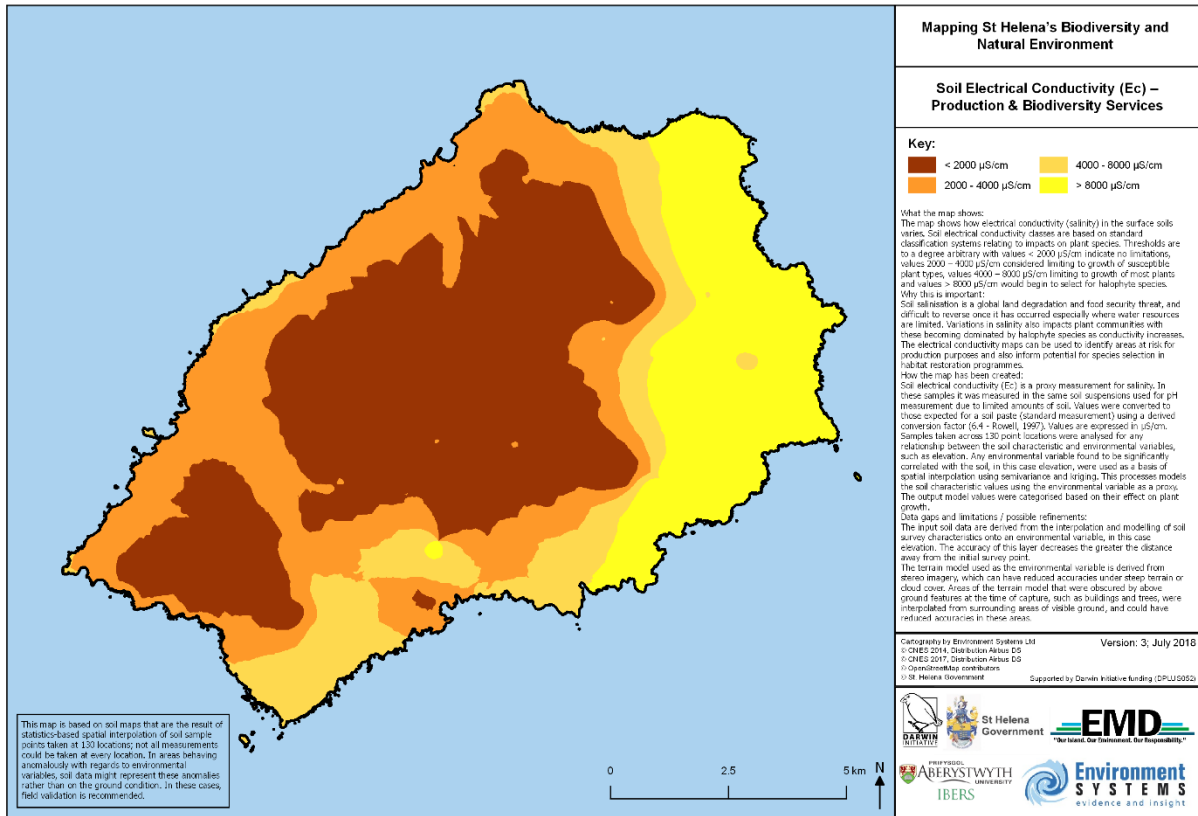 Mapping St Helena's Biodiversity and
Natural Environment
Soil Electrical Conductivity (Ec) –
Production & Biodiversity Services
Key:
< 2000 µS/cm
4000 - 8000 µS/cm
2000 - 4000 µS/cm
> 8000 µS/cm
What the map shows:
The map shows how electrical conductivity (salinity) in the surface soils
varies. Soil electrical conductivity classes are based on standard
classification systems relating to impacts on plant species. Thresholds are
to a degree arbitrary with values < 2000 µS/cm indicate no limitations,
values 2000 – 4000 µS/cm considered limiting to growth of susceptible
plant types, values 4000 – 8000 µS/cm limiting to growth of most plants
and values > 8000 µS/cm would begin to select for halophyte species.
Why this is important:
Soil salinisation is a global land degradation and food security threat, and
difficult to reverse once it has occurred especially where water resources
are limited. Variations in salinity also impacts plant communities with
these becoming dominated by halophyte species as conductivity increases.
The electrical conductivity maps can be used to identify areas at risk for
production purposes and also inform potential for species selection in
habitat restoration programmes.
How the map has been created:
Soil electrical conductivity (Ec) is a proxy measurement for salinity. In
these samples it was measured in the same soil suspensions used for pH
measurement due to limited amounts of soil. Values were converted to
those expected for a soil paste (standard measurement) using a derived
conversion factor (6.4 - Rowell, 1997). Values are expressed in µS/cm.
Samples taken across 130 point locations were analysed for any
relationship between the soil characteristic and environmental variables,
such as elevation. Any environmental variable found to be significantly
correlated with the soil, in this case elevation, were used as a basis of
spatial interpolation using semivariance and kriging. This processes models
the soil characteristic values using the environmental variable as a proxy.
The output model values were categorised based on their effect on plant
growth.
Data gaps and limitations / possible refinements:
The input soil data are derived from the interpolation and modelling of soil
survey characteristics onto an environmental variable, in this case
elevation. The accuracy of this layer decreases the greater the distance
away from the initial survey point.
The terrain model used as the environmental variable is derived from
stereo imagery, which can have reduced accuracies under steep terrain or
cloud cover. Areas of the terrain model that were obscured by above
ground features at the time of capture, such as buildings and trees, were
interpolated from surrounding areas of visible ground, and could have
reduced accuracies in these areas.
Cartography by Environment Systems Ltd
© CNES 2014, Distribution Airbus DS
© CNES 2017, Distribution Airbus DS
© OpenStreetMap contributors
© St. Helena Government
Version: 3; July 2018
Supported by Darwin Initiative funding (DPLUS052)
DARWIN
INITIATIVE
St Helena
Government
EMD
"Our Island. Our Environment. Our Responsibility."
PRIFYSGOL
ABERYSTWYTH
UNIVERSITY
IBERS
Environment
SYSTEMS
evidence and insight
This map is based on soil maps that are the result of
statistics-based spatial interpolation of soil sample
points taken at 130 locations; not all measurements
could be taken at every location. In areas behaving
anomalously with regards to environmental
variables, soil data might represent these anomalies
rather than on the ground condition. In these cases,
field validation is recommended.
0 2.5 5 km
N